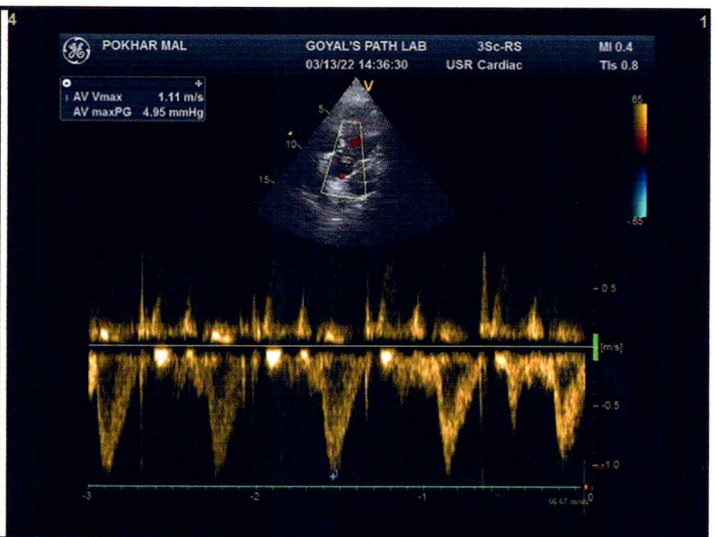 4
1
POKHAR MAL GOYAL'S PATH LAB 3Sc-RS MI 0.4
03/13/22 14:36:30 USR Cardiac TIs 0.8
1 AV Vmax 1.11 m/s
AV maxPG 4.95 mmHg
V
5
10
15
65
-.65
0.5
[m/s]
-0.5
-1.0
-3 -2 -1 0
66.67 mm/s